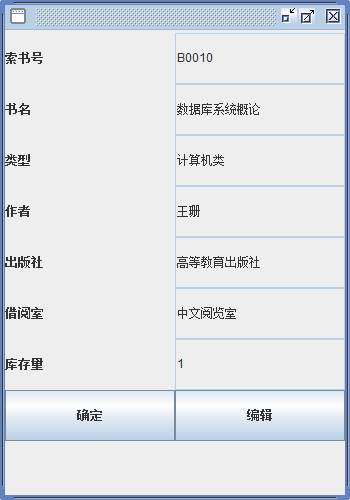 索书号 B0010
书名 数据库系统概论
类型 计算机类
作者 王珊
出版社 高等教育出版社
借阅室 中文阅览室
库存量 1
确定 编辑